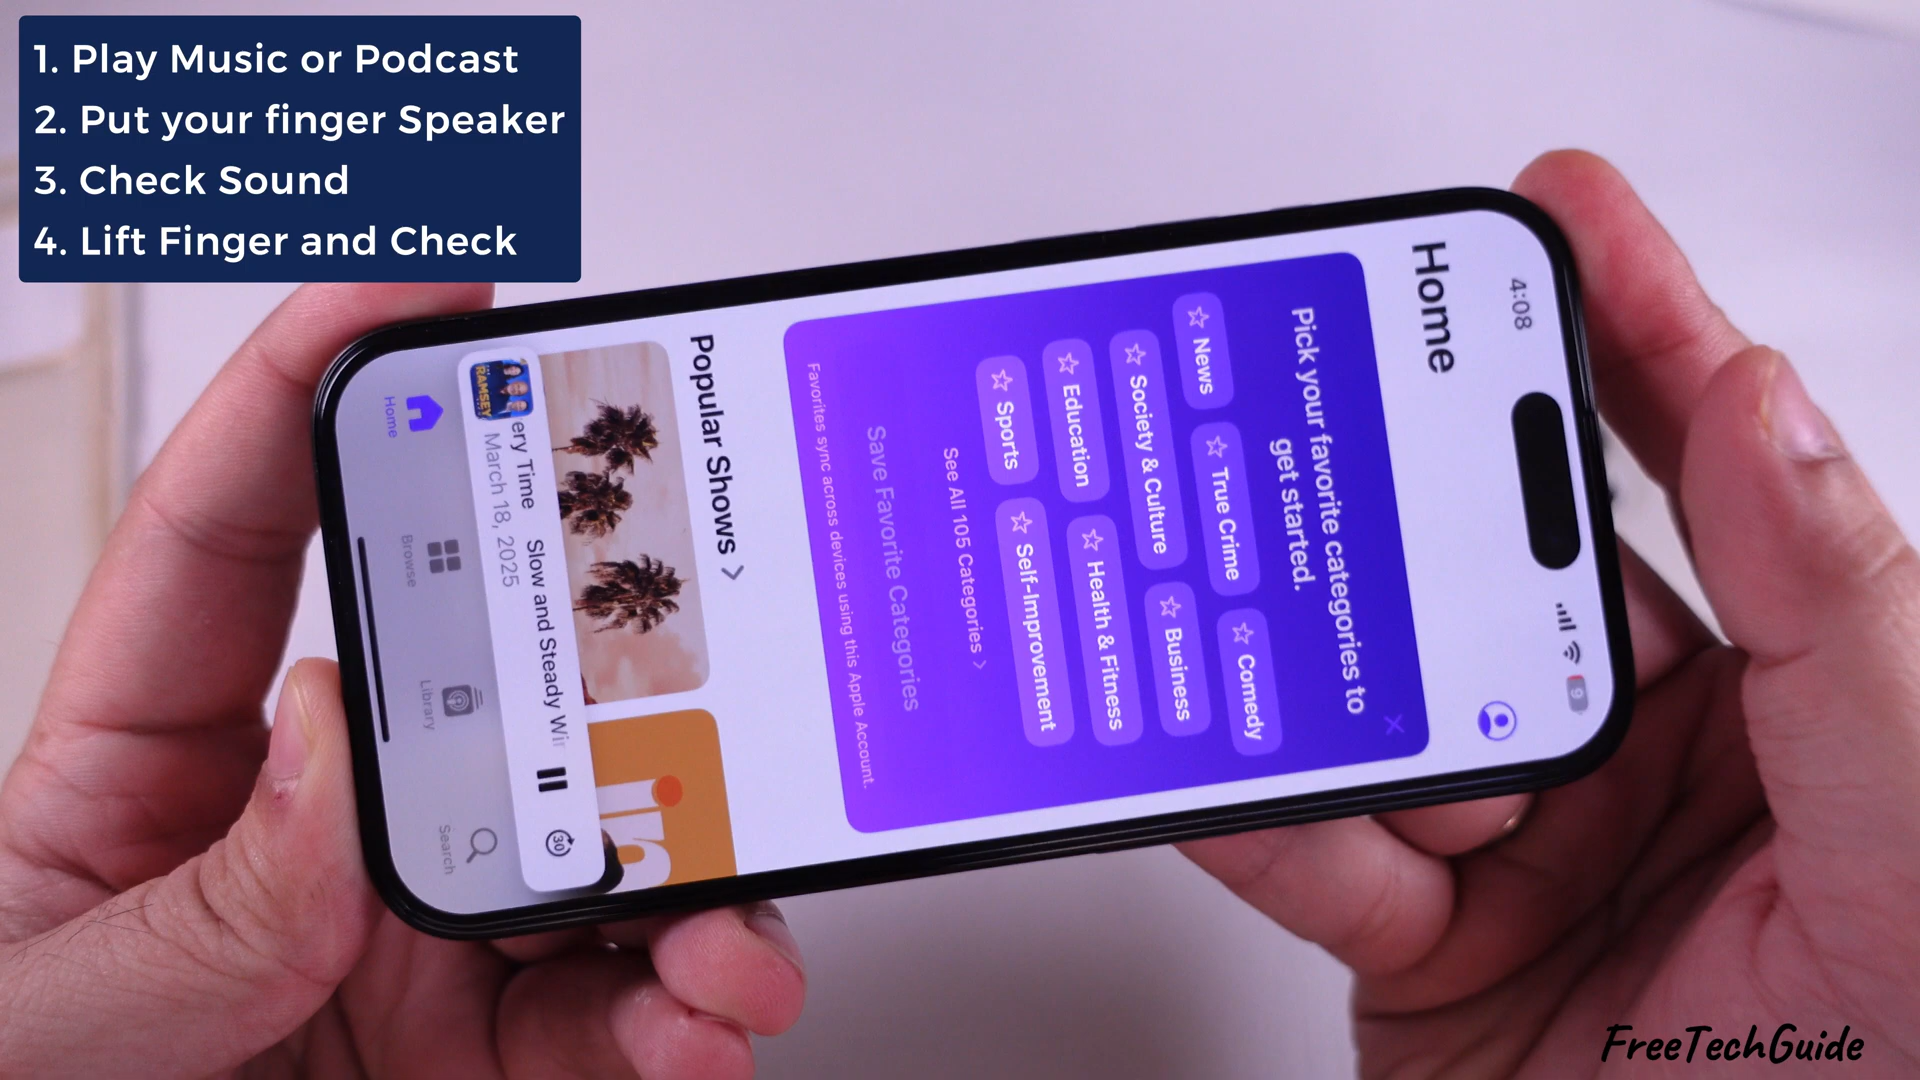 1. Play Music or Podcast
2. Put your finger Speaker
3. Check Sound
4. Lift Finger and Check
4:08
9
Home
Pick your favorite categories to
get started.
News
True Crime
Comedy
Society & Culture
Business
Education
Health & Fitness
Sports
Self-Improvement
See All 105 Categories
Save Favorite Categories
Favorites sync across devices using this Apple Account.
Popular Shows
RAMSEY
ery Time Slow and Steady Wi
March 18, 2025
30
Home
Browse
Library
Search
FreeTechGuide